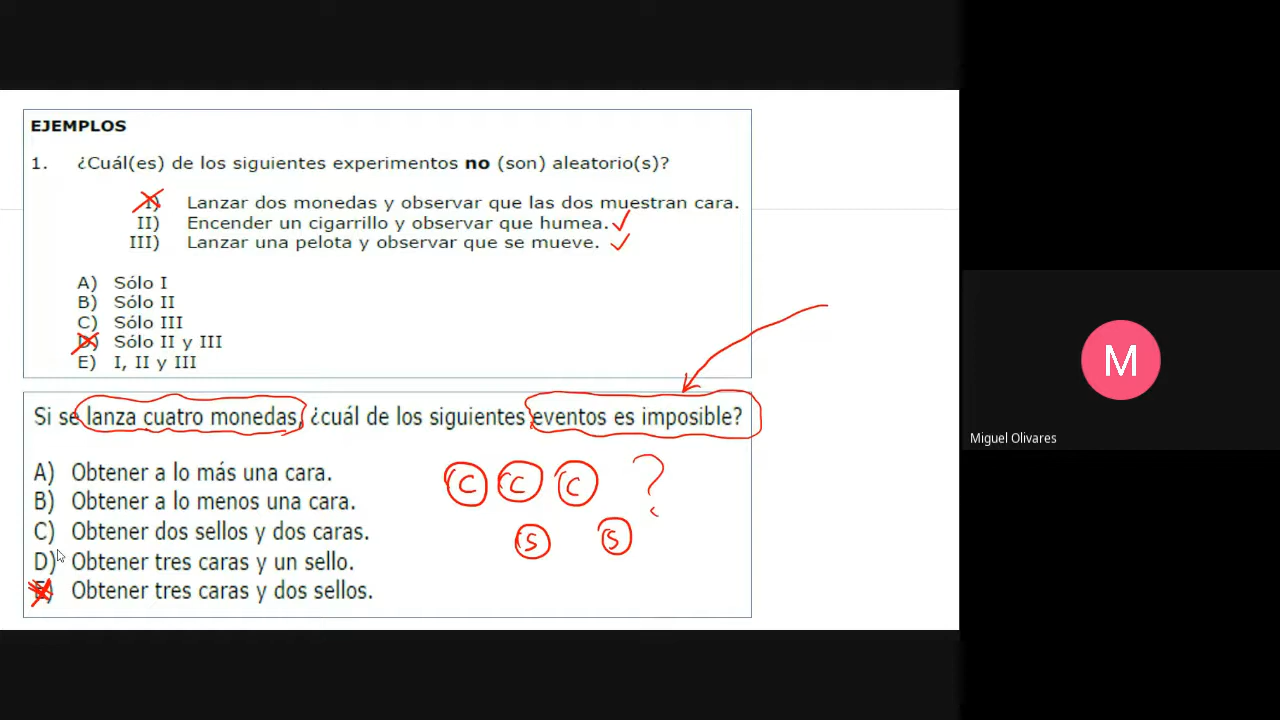 EJEMPLOS
1. ¿Cuál(es) de los siguientes experimentos no (son) aleatorio(s)?
I) Lanzar dos monedas y observar que las dos muestran cara.
II) Encender un cigarrillo y observar que humea.
III) Lanzar una pelota y observar que se mueve.
A) Sólo I
B) Sólo II
C) Sólo III
D) Sólo II y III
E) I, II y III
Si se lanza cuatro monedas, ¿cuál de los siguientes eventos es imposible?
A) Obtener a lo más una cara.
B) Obtener a lo menos una cara.
C) Obtener dos sellos y dos caras.
D) Obtener tres caras y un sello.
E) Obtener tres caras y dos sellos.
C C C ?
S S
M
Miguel Olivares